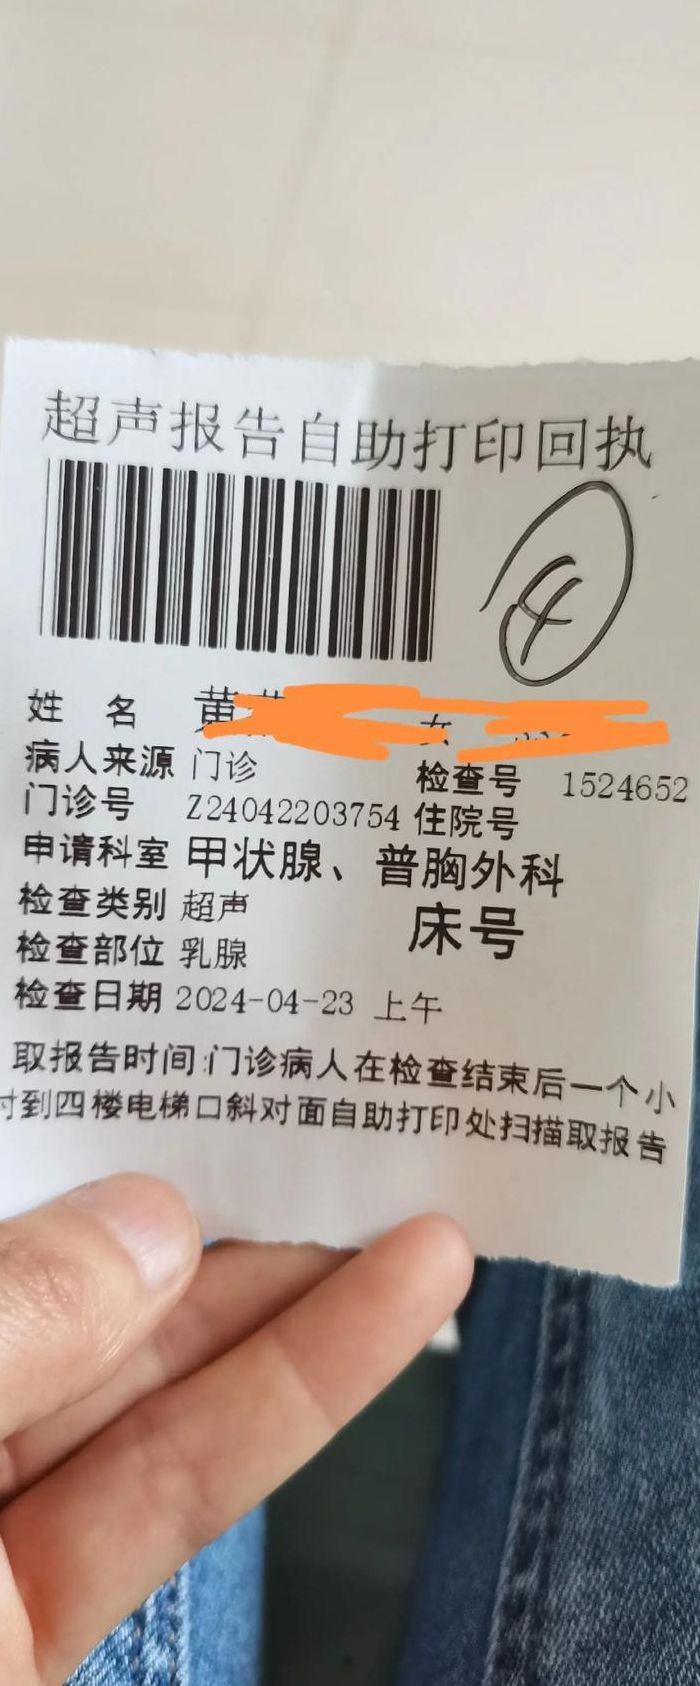 超声报告自助打印回执
4
姓 名 黄 女
病人来源 门诊 检查号 1524652
门诊号 Z24042203754 住院号
申请科室 甲状腺、普胸外科
检查类别 超声 床号
检查部位 乳腺
检查日期 2024-04-23 上午
取报告时间:门诊病人在检查结束后一个小
时到四楼电梯口斜对面自助打印处扫描取报告